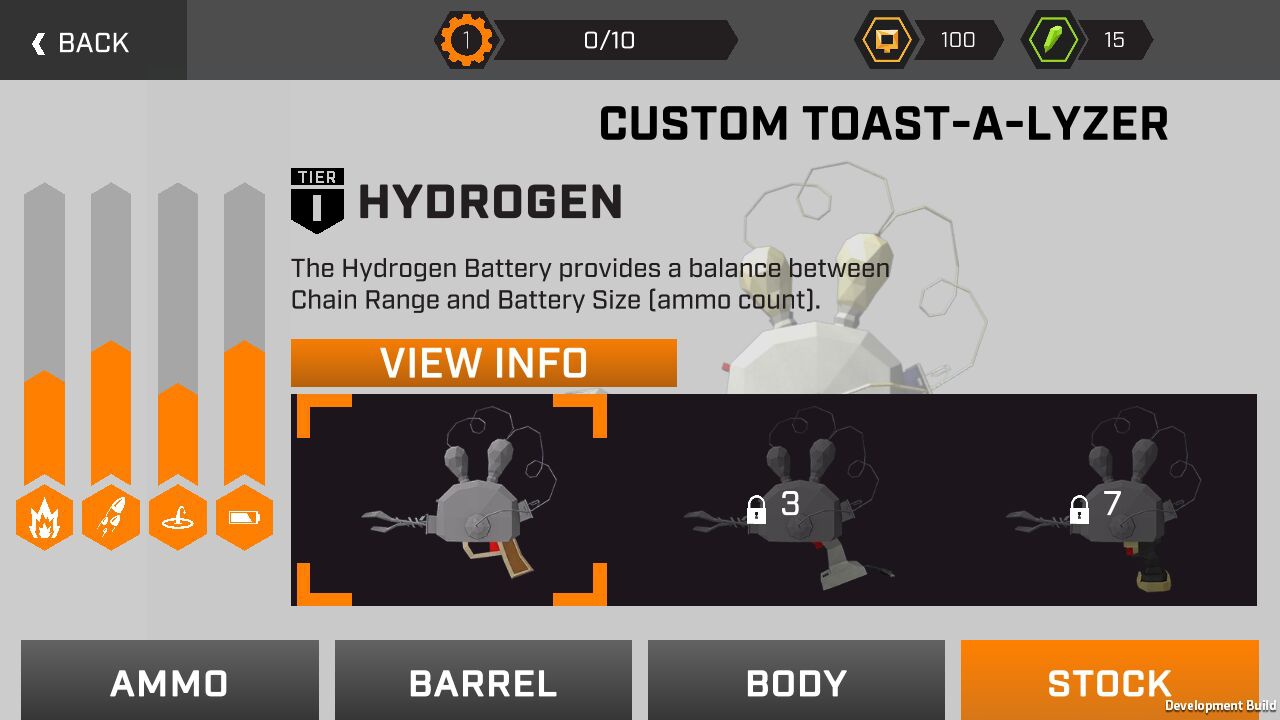 BACK
1
0/10
100
15
CUSTOM TOAST-A-LYZER
TIER
I
HYDROGEN
The Hydrogen Battery provides a balance between
Chain Range and Battery Size (ammo count).
VIEW INFO
3
7
AMMO
BARREL
BODY
STOCK
Development Build